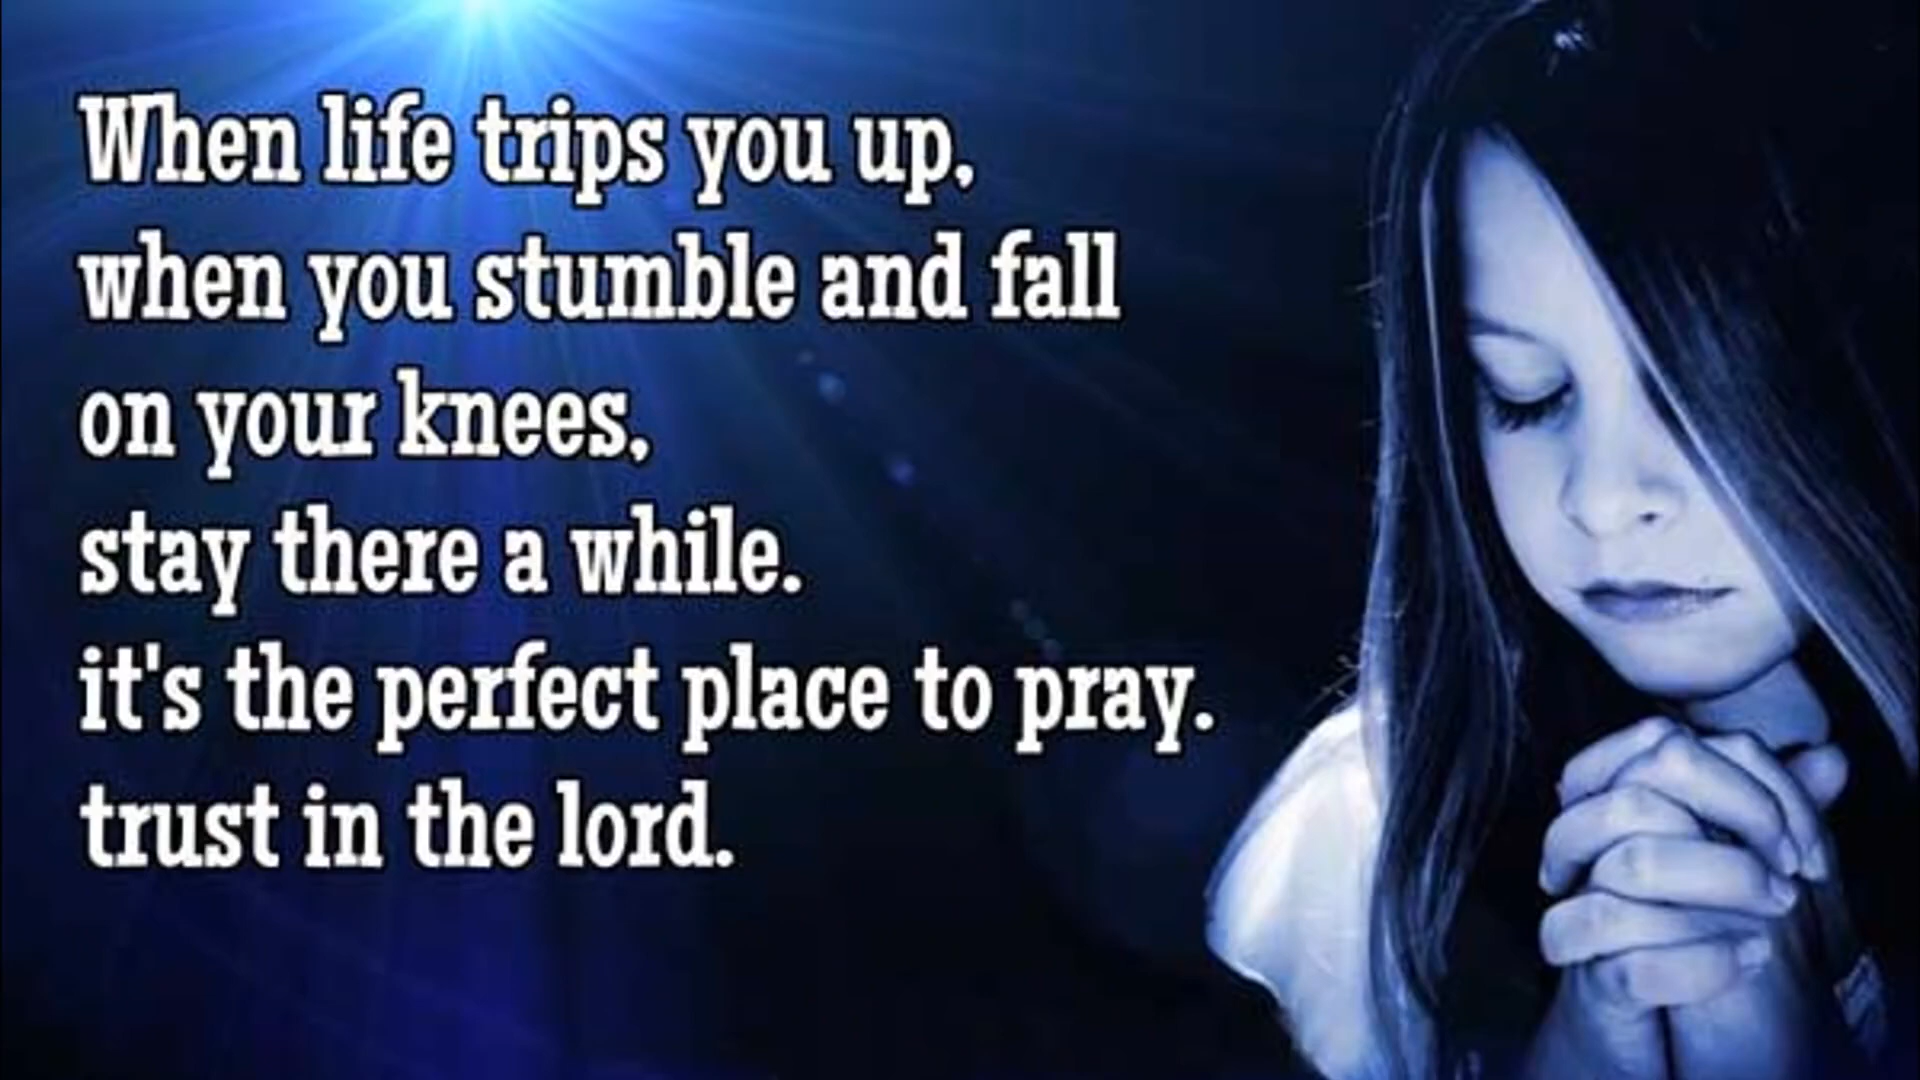 When life trips you up,
when you stumble and fall
on your knees,
stay there a while.
it's the perfect place to pray.
trust in the lord.